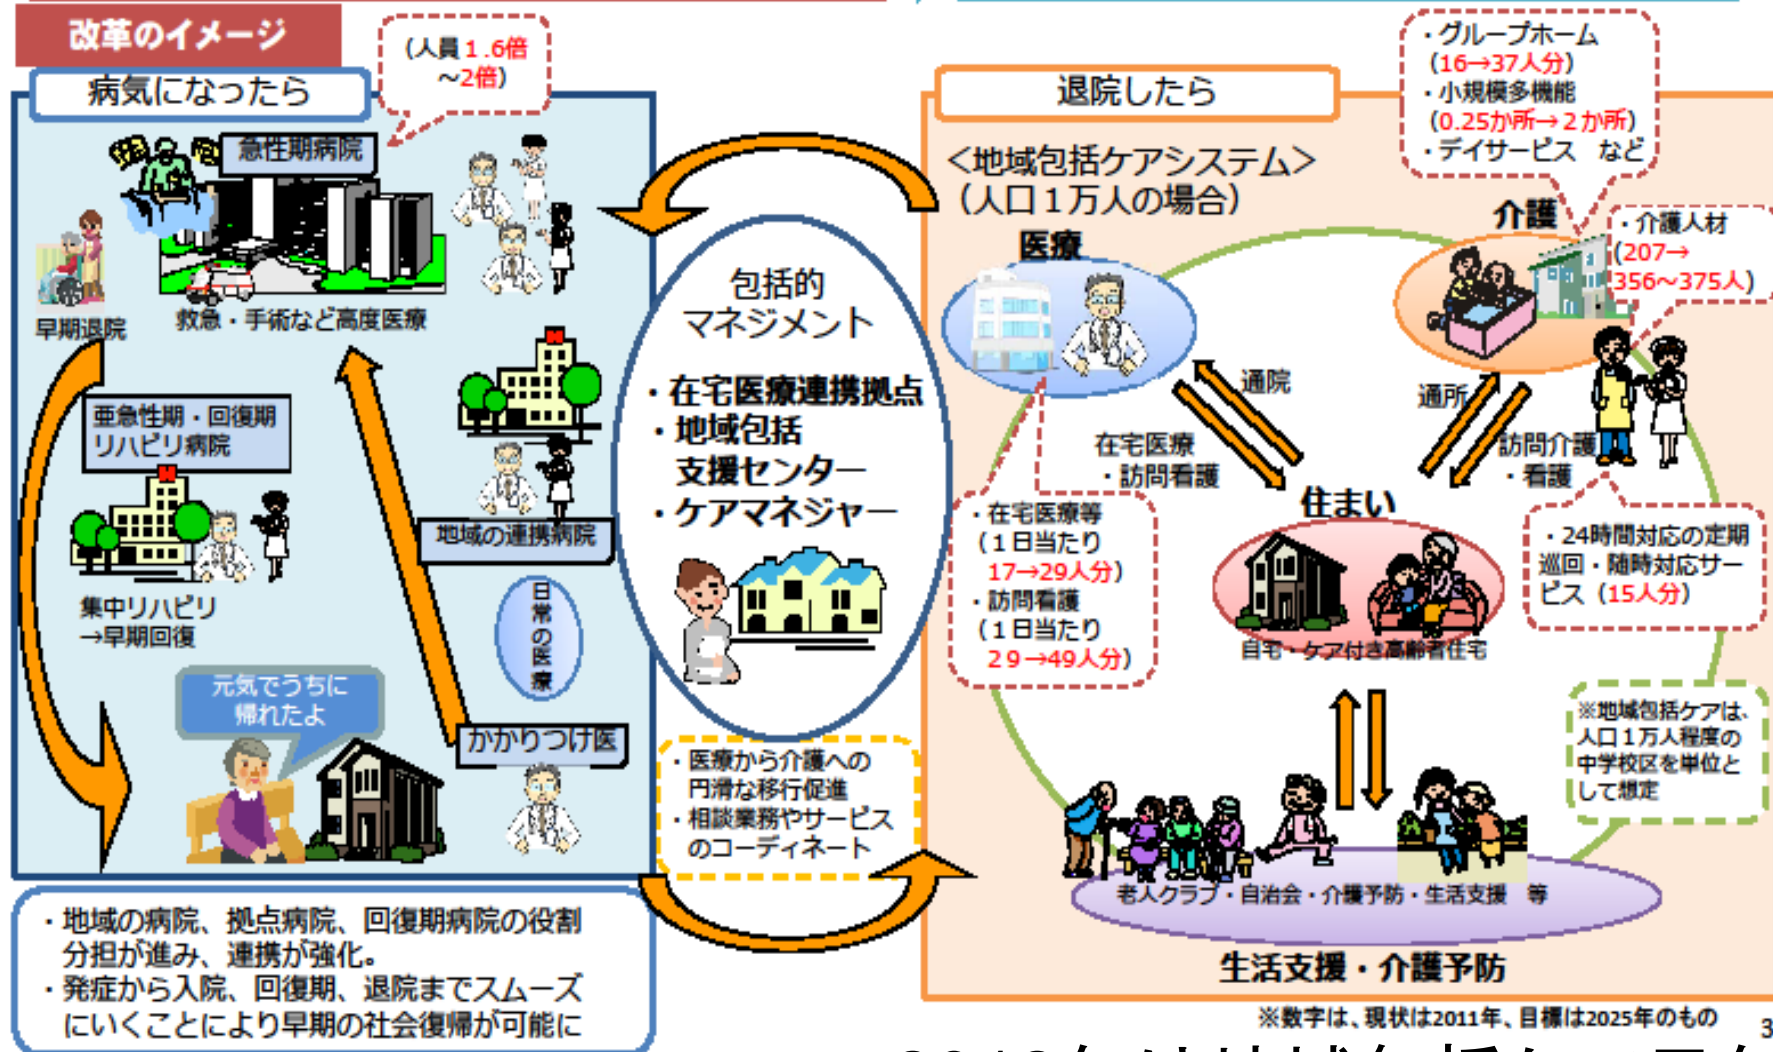 改革のイメージ
病気になったら
(人員1.6倍
～2倍)
急性期病院
救急・手術など高度医療
早期退院
亜急性期・回復期
リハビリ病院
集中リハビリ
→早期回復
地域の連携病院
日常の医療
元気でうちに
帰れたよ
かかりつけ医
・地域の病院、拠点病院、回復期病院の役割
分担が進み、連携が強化。
・発症から入院、回復期、退院までスムーズ
にいくことにより早期の社会復帰が可能に
包括的
マネジメント
・在宅医療連携拠点
・地域包括
支援センター
・ケアマネジャー
・医療から介護への
円滑な移行促進
・相談業務やサービス
のコーディネート
退院したら
＜地域包括ケアシステム＞
（人口１万人の場合）
・グループホーム
(16→37人分)
・小規模多機能
(0.25か所→２か所)
・デイサービス　など
医療
介護
・介護人材
(207→
356～375人)
通院
通所
在宅医療
・訪問看護
訪問介護
・看護
・在宅医療等
(１日当たり
17→29人分)
・訪問看護
(１日当たり
２９→49人分)
住まい
自宅・ケア付き高齢者住宅
・24時間対応の定期
巡回・随時対応サー
ビス（15人分）
※地域包括ケアは、
人口１万人程度の
中学校区を単位と
して想定
老人クラブ・自治会・介護予防・生活支援　等
生活支援・介護予防
※数字は、現状は2011年、目標は2025年のもの
3